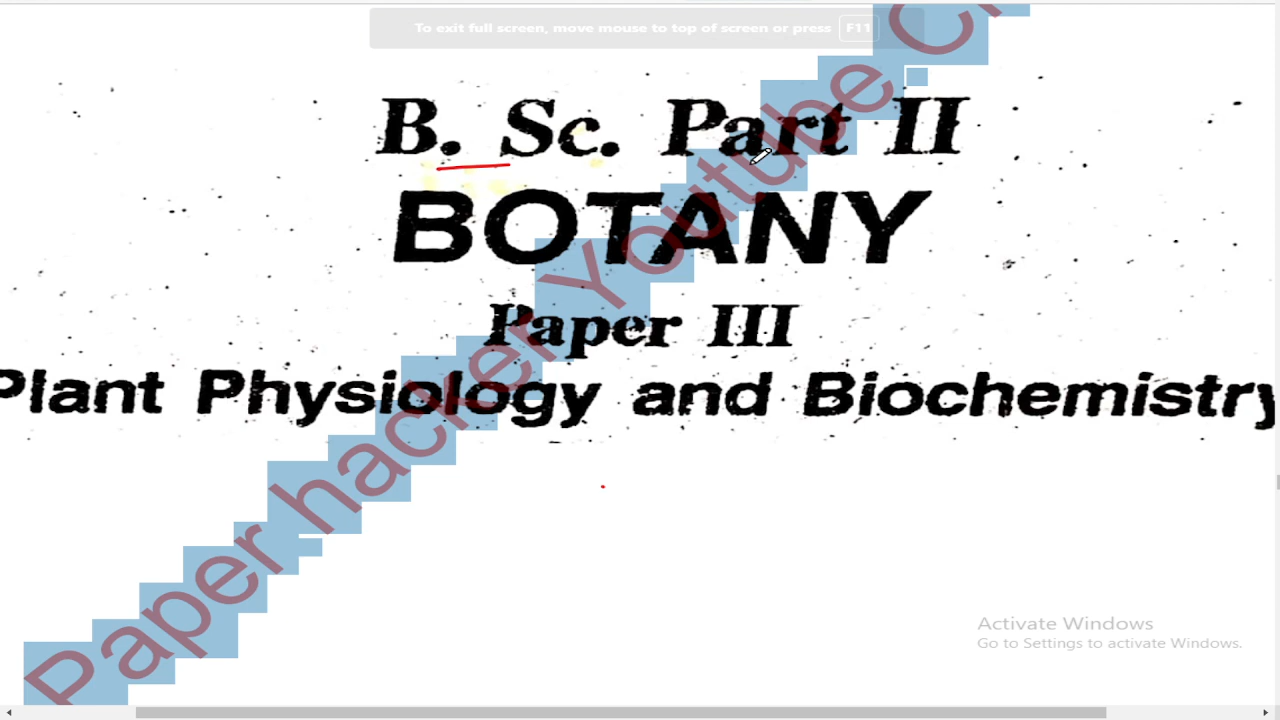 To exit full screen, move mouse to top of screen or press F11
B. Sc. Part II
BOTANY
Paper III
Plant Physiology and Biochemistry
Paper hacker Youtube
Activate Windows
Go to Settings to activate Windows.